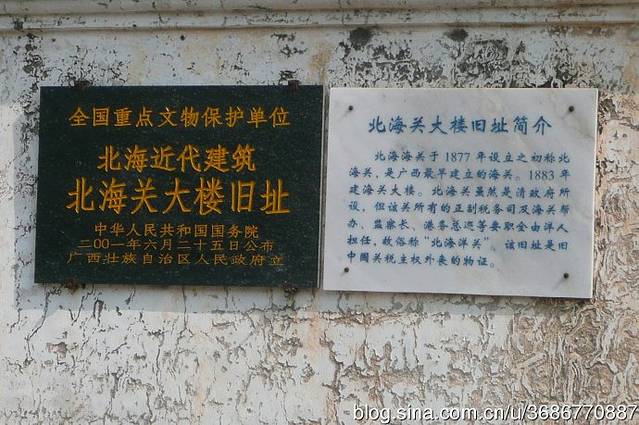 全国重点文物保护单位
北海近代建筑
北海关大楼旧址
中华人民共和国国务院
二00一年六月二十五日公布
广西壮族自治区人民政府立
北海关大楼旧址简介
北海海关于1877年设立之初称北
海关，是广西最早建立的海关。1883年
建海关大楼。北海关虽然是清政府所
设，但该关所有的正副税务司及海关帮
办、监察长、港务总巡等要职全由洋人
担任，故俗称“北海洋关”，该旧址是旧
中国关税主权外丧的物证。
blog.sina.com.cn/u/3686770887